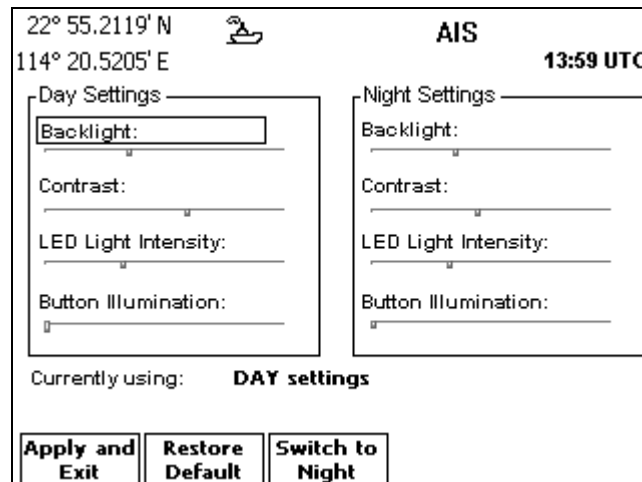 22° 55.2119' N
114° 20.5205' E
AIS
13:59 UTC
Day Settings
Backlight:
Contrast:
LED Light Intensity:
Button Illumination:
Night Settings
Backlight:
Contrast:
LED Light Intensity:
Button Illumination:
Currently using: DAY settings
Apply and Exit
Restore Default
Switch to Night